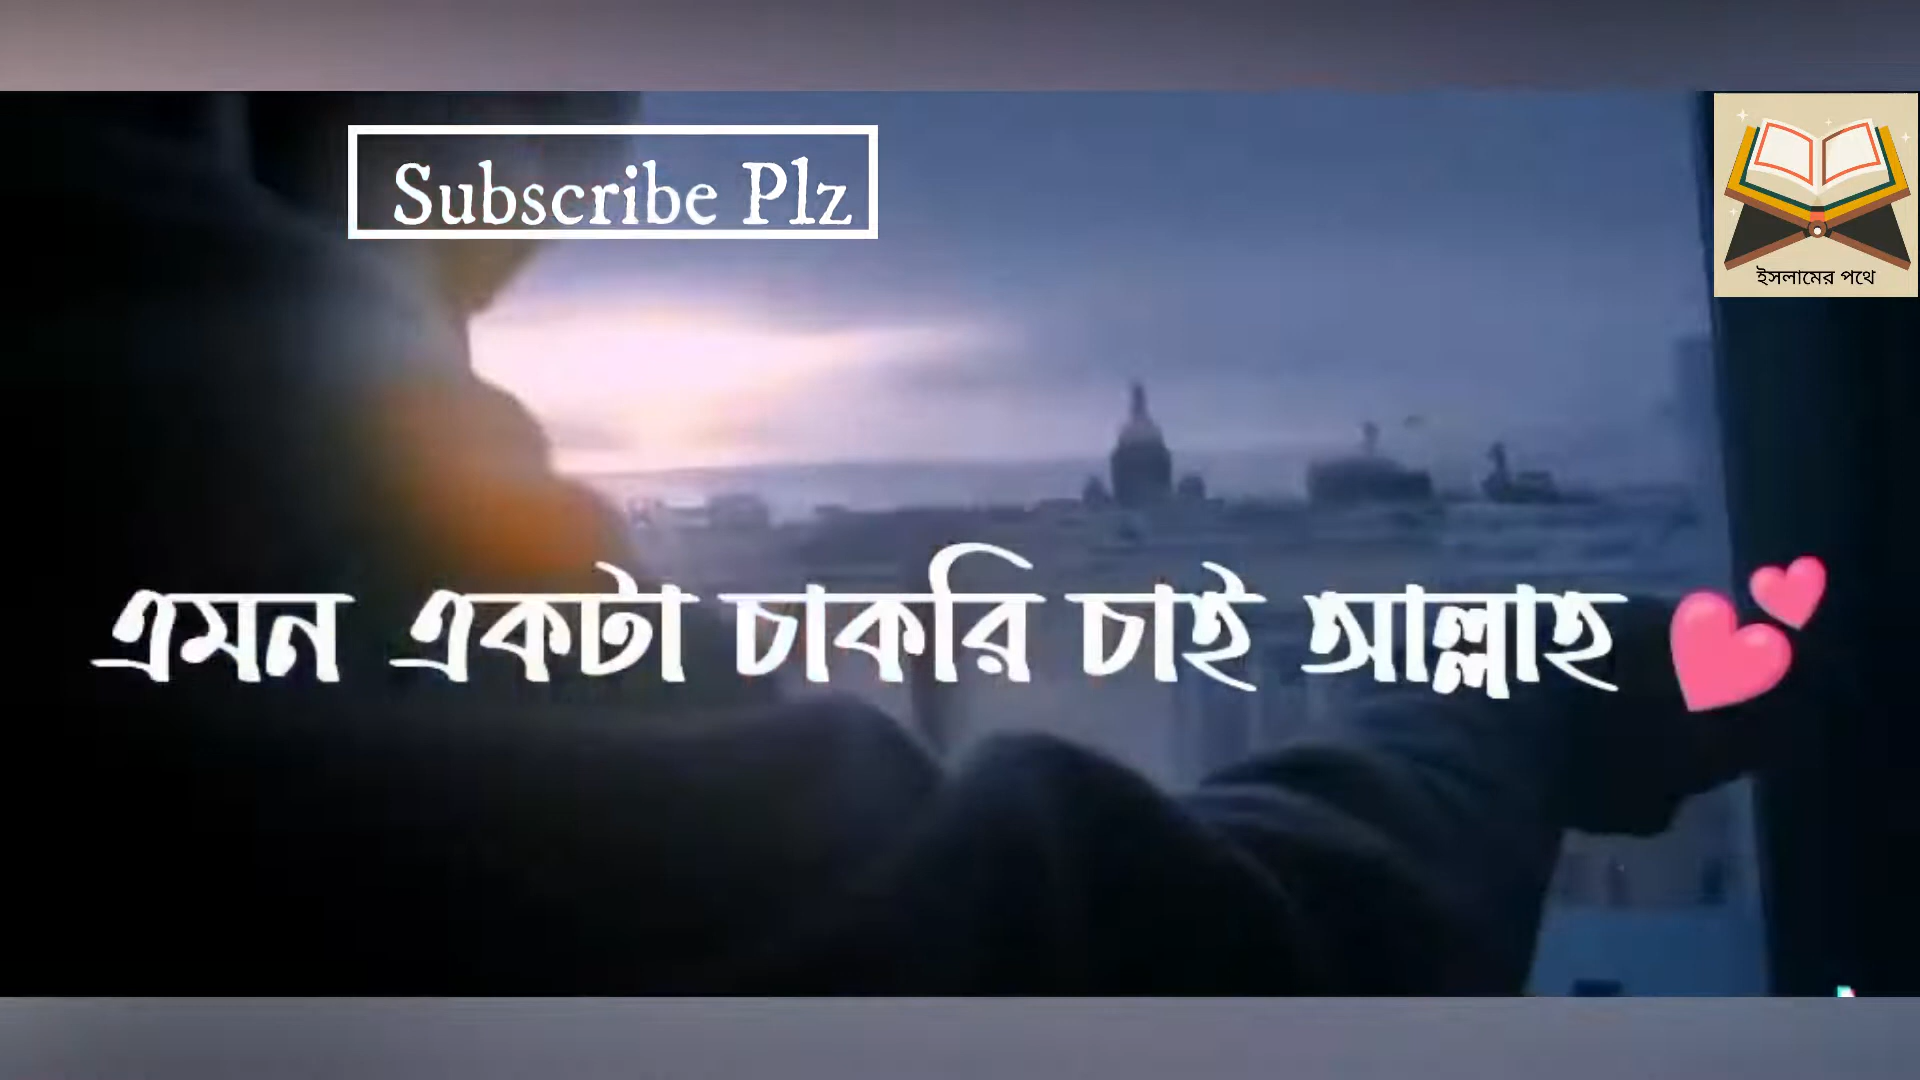 Subscribe Plz
ইসলামের পথে
এমন একটা চাকরি চাই আল্লাহ 💕